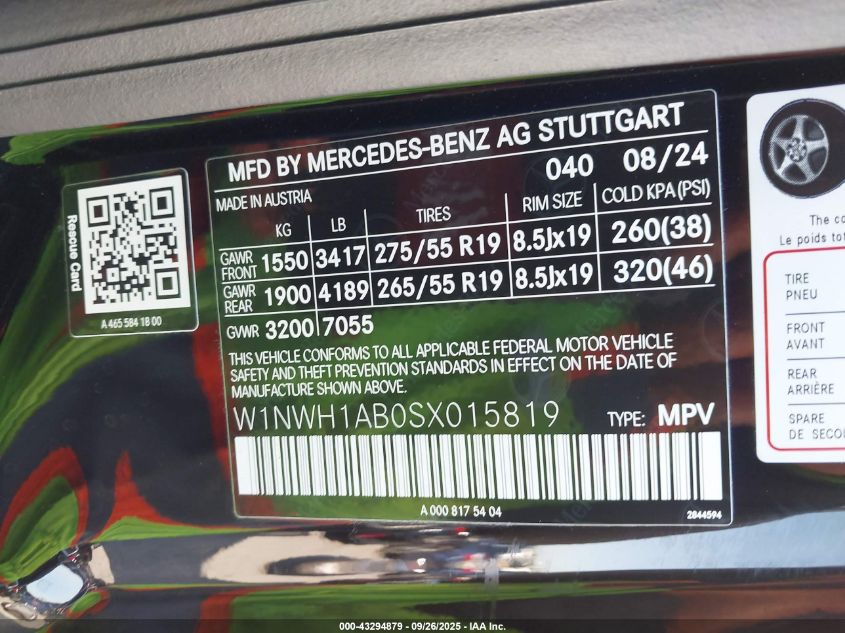 MFD BY MERCEDES-BENZ AG STUTTGART
040 08/24
MADE IN AUSTRIA
KG LB TIRES RIM SIZE COLD KPA (PSI)
GAWR FRONT 1550 3417 275/55 R19 8.5Jx19 260(38)
GAWR REAR 1900 4189 265/55 R19 8.5Jx19 320(46)
GVWR 3200 7055
THIS VEHICLE CONFORMS TO ALL APPLICABLE FEDERAL MOTOR VEHICLE
SAFETY AND THEFT PREVENTION STANDARDS IN EFFECT ON THE DATE OF
MANUFACTURE SHOWN ABOVE.
W1NWH1AB0SX015819 TYPE: MPV
A 000 817 54 04
2844594
Rescue Card
A 465 584 18 00
The co
Le poids tot
TIRE
PNEU
FRONT
AVANT
REAR
ARRIÈRE
SPARE
DE SECOU
000-43294879 - 09/26/2025 - IAA Inc.